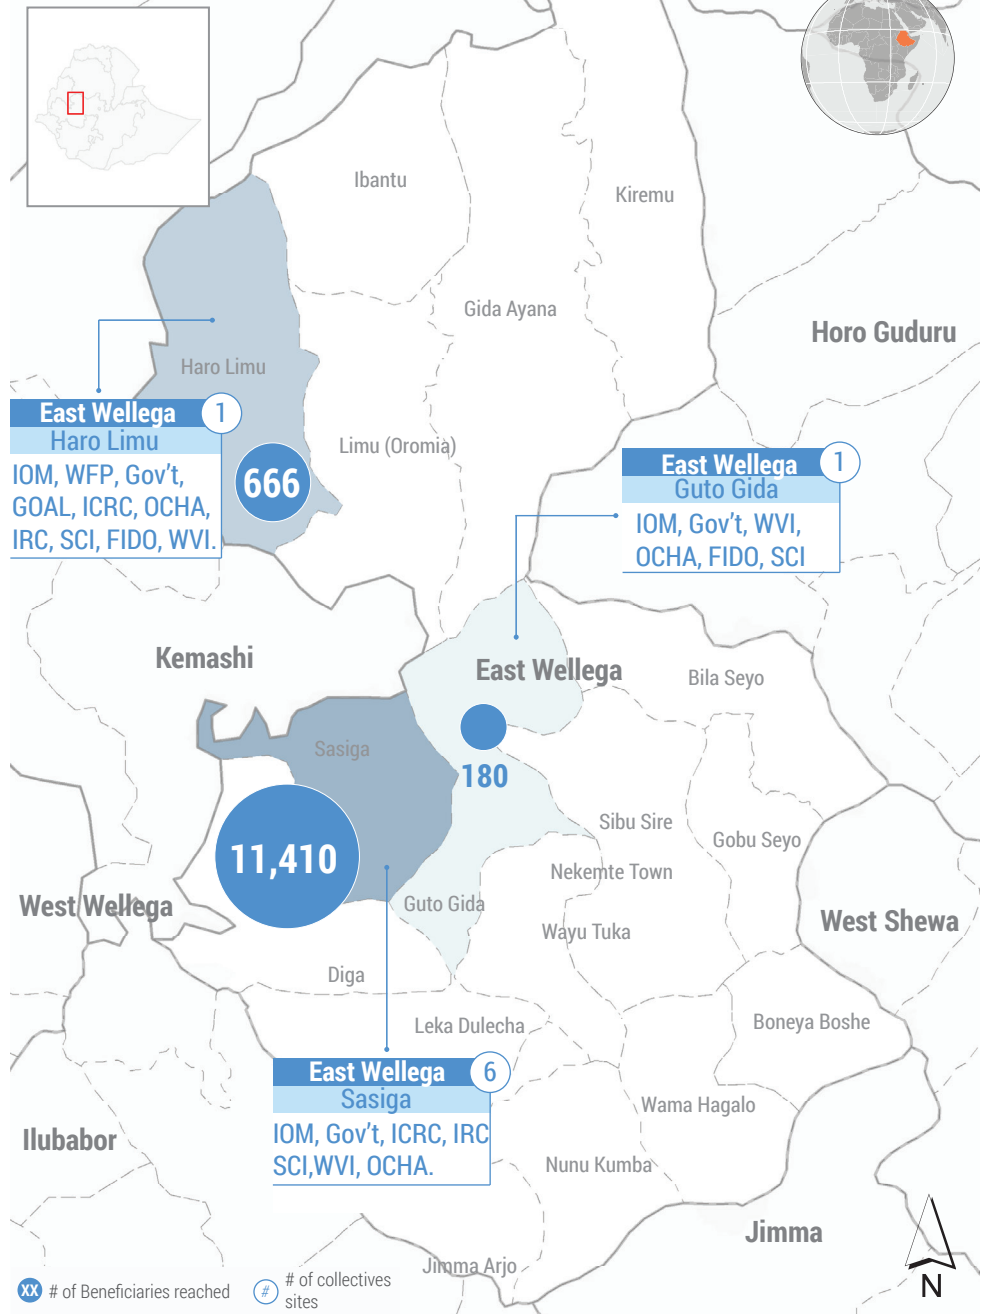 Ibantu
Kiremu
Gida Ayana
Horo Guduru
Haro Limu
East Wellega
1
Haro Limu
IOM, WFP, Gov't,
GOAL, ICRC, OCHA,
IRC, SCI, FIDO, WVI.
666
Limu (Oromia)
East Wellega
1
Guto Gida
IOM, Gov't, WVI,
OCHA, FIDO, SCI
Kemashi
East Wellega
Bila Seyo
Sasiga
180
11,410
Sibu Sire
Gobu Seyo
Nekemte Town
West Wellega
Guto Gida
Wayu Tuka
West Shewa
Diga
Leka Dulecha
Boneya Boshe
East Wellega
6
Sasiga
IOM, Gov't, ICRC, IRC
SCI,WVI, OCHA.
Wama Hagalo
Ilubabor
Nunu Kumba
Jimma
Jimma Arjo
N
XX # of Beneficiaries reached
# # of collectives
sites